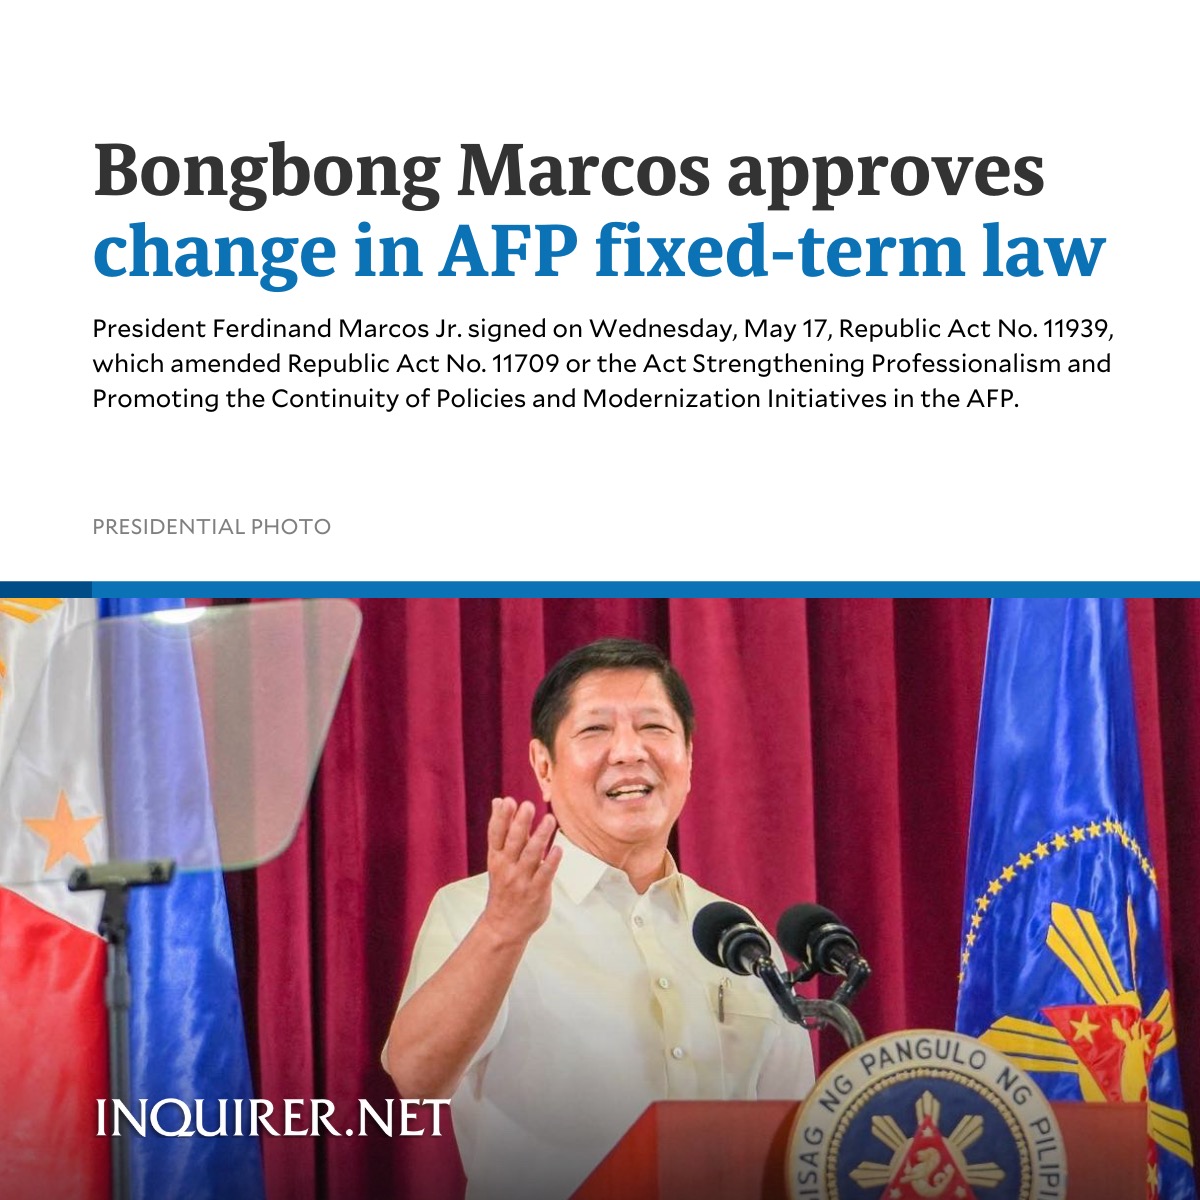 Bongbong Marcos approves
change in AFP fixed-term law
President Ferdinand Marcos Jr. signed on Wednesday, May 17, Republic Act No. 11939,
which amended Republic Act No. 11709 or the Act Strengthening Professionalism and
Promoting the Continuity of Policies and Modernization Initiatives in the AFP.
PRESIDENTIAL PHOTO
INQUIRER.NET
NG PANGULO NG